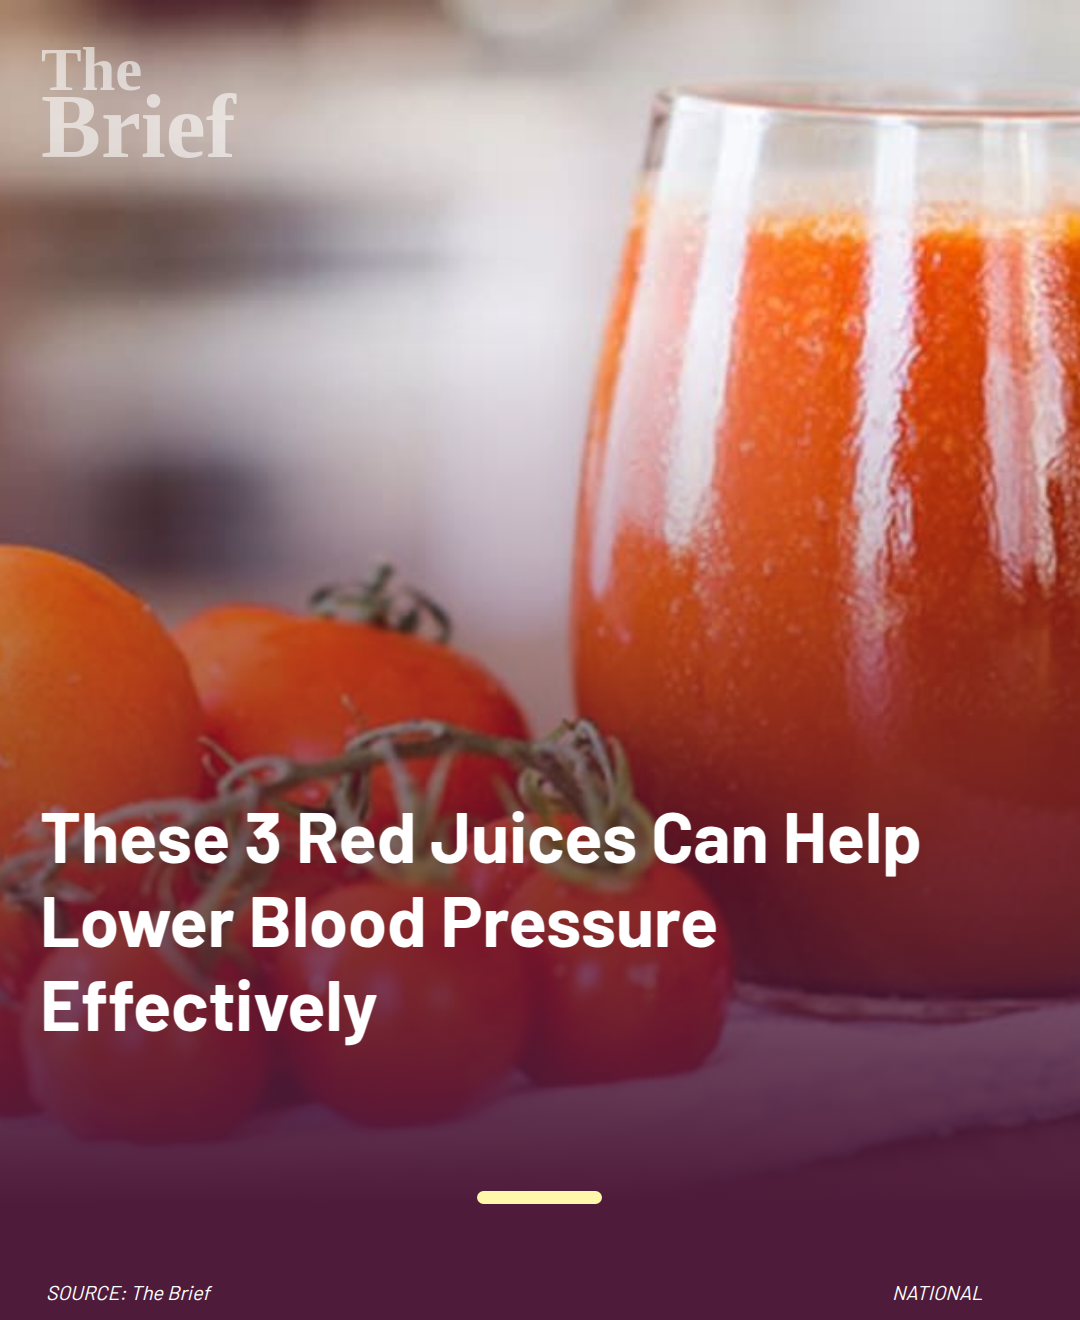 The
Brief
These 3 Red Juices Can Help
Lower Blood Pressure
Effectively
SOURCE: The Brief
NATIONAL